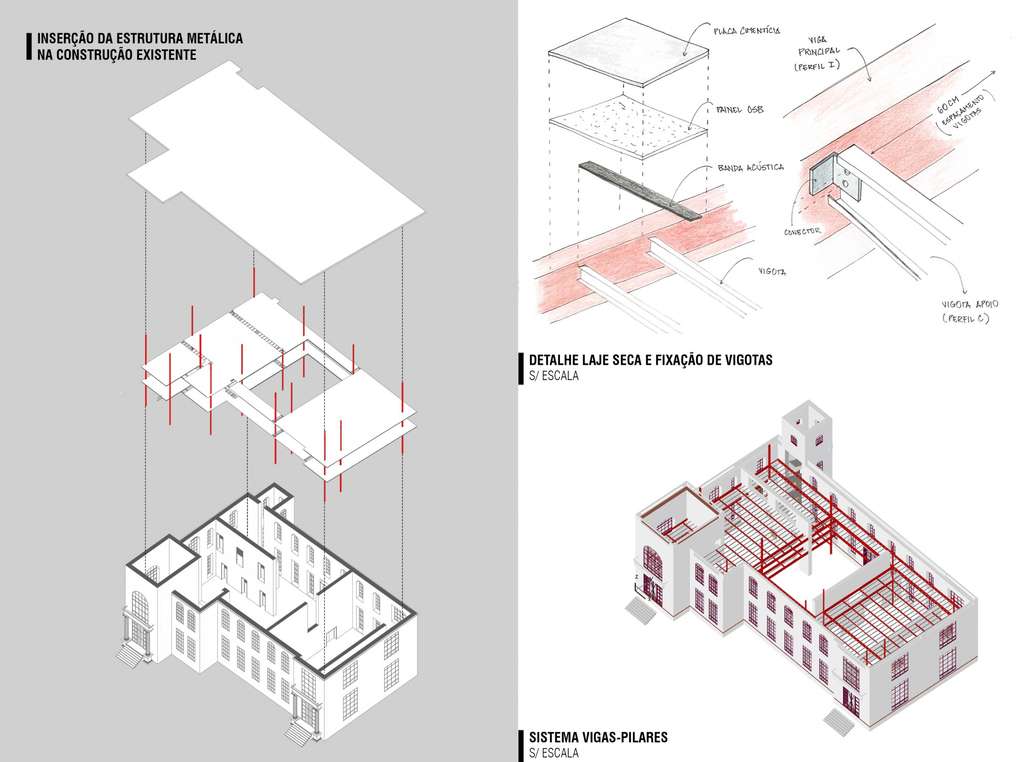 INSERÇÃO DA ESTRUTURA METÁLICA
NA CONSTRUÇÃO EXISTENTE
PLACA CIMENTÍCIA
PAINEL OSB
BANDA ACÚSTICA
VIGOTA
VIGA
PRINCIPAL
(PERFIL I)
60CM
(ESPAÇAMENTO
VIGOTAS)
CONECTOR
VIGOTA APOIO
(PERFIL C)
DETALHE LAJE SECA E FIXAÇÃO DE VIGOTAS
S/ ESCALA
SISTEMA VIGAS-PILARES
S/ ESCALA